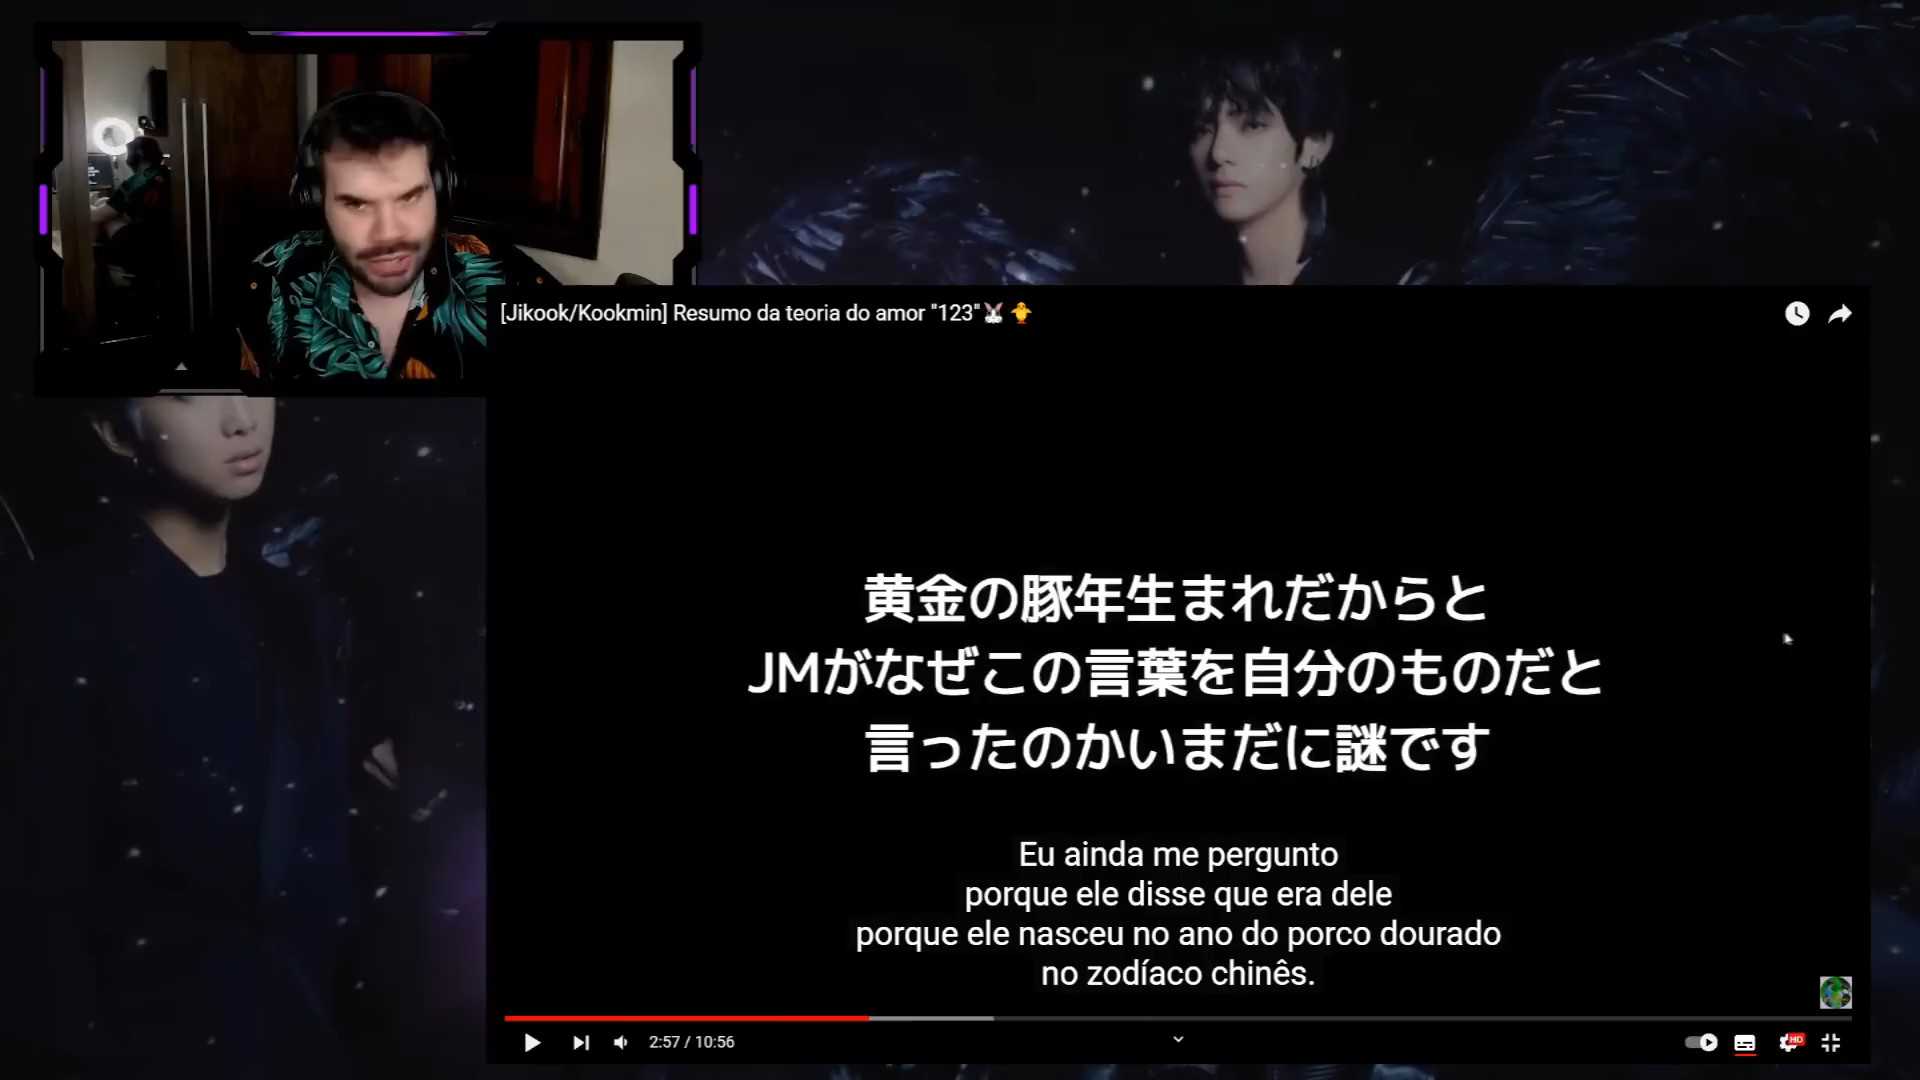 [Jikook/Kookmin] Resumo da teoria do amor "123"🐰🐥
黄金の豚年生まれだからと
JMがなぜこの言葉を自分のものだと
言ったのかいまだに謎です
Eu ainda me pergunto
porque ele disse que era dele
porque ele nasceu no ano do porco dourado
no zodíaco chinês.
2:57 / 10:56
HD